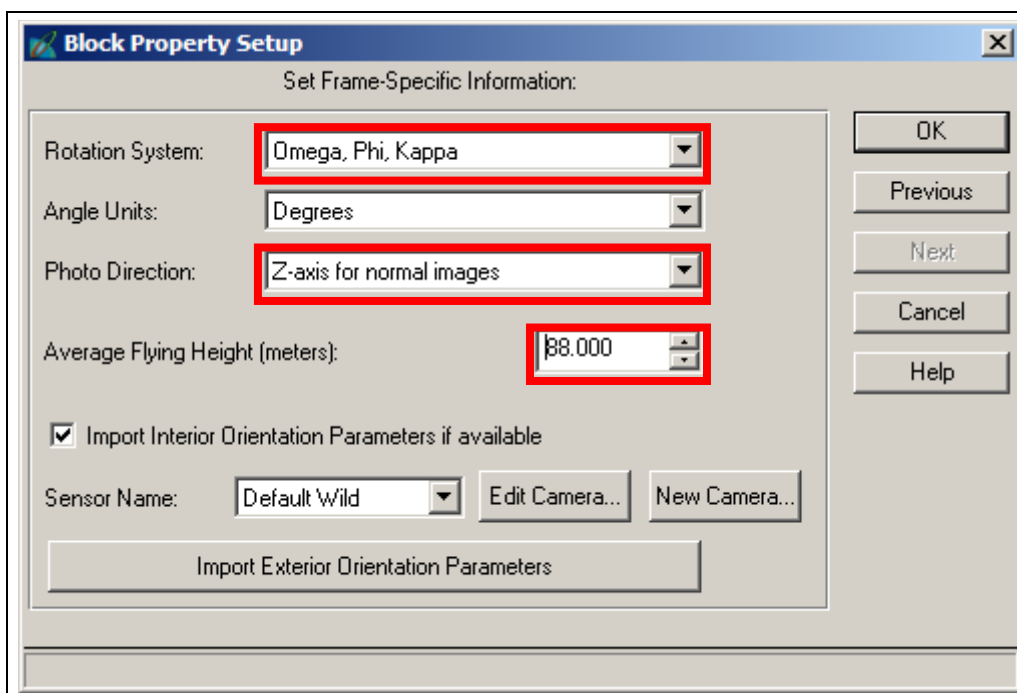 Block Property Setup
Set Frame-Specific Information:
Rotation System: Omega, Phi, Kappa
OK
Angle Units: Degrees
Previous
Photo Direction: Z-axis for normal images
Next
Cancel
Average Flying Height (meters): 88.000
Help
Import Interior Orientation Parameters if available
Sensor Name: Default Wild Edit Camera... New Camera...
Import Exterior Orientation Parameters